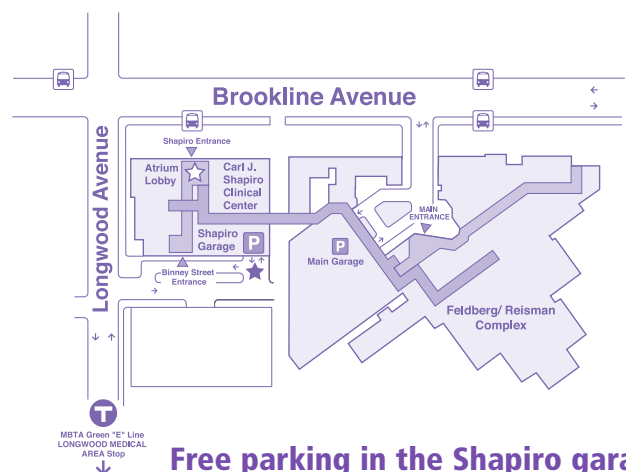 Brookline Avenue
Longwood Avenue
Shapiro Entrance
Atrium
Lobby
Carl J.
Shapiro
Clinical
Center
Shapiro
Garage
P
Binney Street
Entrance
MAIN
ENTRANCE
P
Main Garage
Feldberg/ Reisman
Complex
T
MBTA Green "E" Line
LONGWOOD MEDICAL
AREA Stop
Free parking in the Shapiro gara